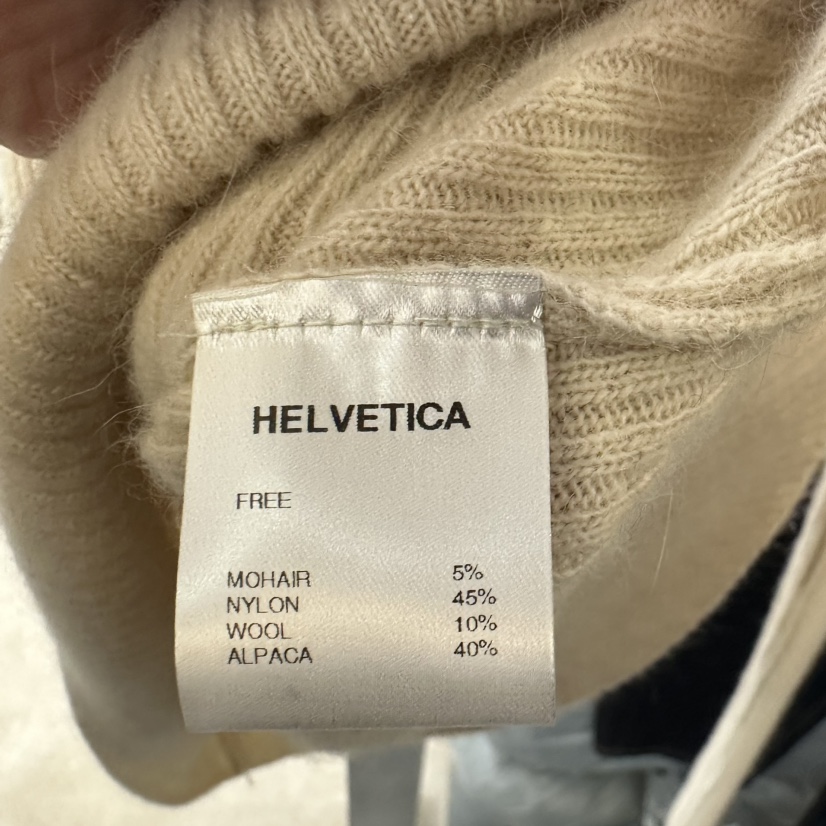 HELVETICA
FREE
MOHAIR 5%
NYLON 45%
WOOL 10%
ALPACA 40%